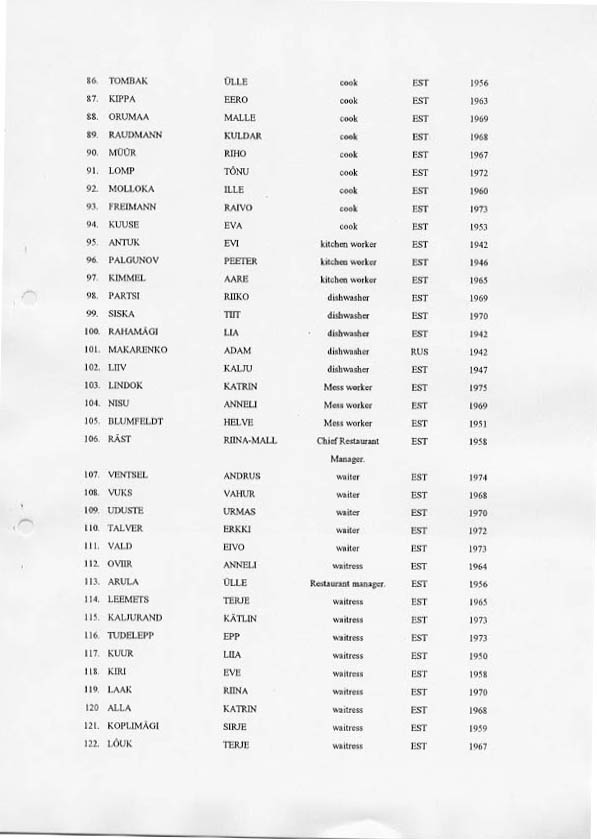 86. TOMBAK ÜLLE cook EST 1956
87. KIPPA EERO cook EST 1963
88. ORUMAA MALLE cook EST 1969
89. RAUDMANN KULDAR cook EST 1968
90. MÜÜR RIHO cook EST 1967
91. LOMP TÕNU cook EST 1972
92. MOLLOKA ILLE cook EST 1960
93. FREIMANN RAIVO cook EST 1973
94. KUUSE EVA cook EST 1953
95. ANTUK EVI kitchen worker EST 1942
96. PALGUNOV PEETER kitchen worker EST 1946
97. KIMMEL AARE kitchen worker EST 1965
98. PARTSI RIIKO dishwasher EST 1969
99. SISKA TIIT dishwasher EST 1970
100. RAHAMÄGI LIA dishwasher EST 1942
101. MAKARENKO ADAM dishwasher RUS 1942
102. LIIV KALJU dishwasher EST 1947
103. LINDOK KATRIN Mess worker EST 1975
104. NISU ANNELI Mess worker EST 1969
105. BLUMFELDT HELVE Mess worker EST 1951
106. RÄST RIINA-MALL Chief Restaurant EST 1958
Manager.
107. VENTSEL ANDRUS waiter EST 1974
108. VUKS VAHUR waiter EST 1968
109. UDUSTE URMAS waiter EST 1970
110. TALVER ERKKI waiter EST 1972
111. VALD EIVO waiter EST 1973
112. OVIIR ANNELI waitress EST 1964
113. ARULA ÜLLE Restaurant manager. EST 1956
114. LEEMETS TERJE waitress EST 1965
115. KALJURAND KÄTLIN waitress EST 1973
116. TUDELEPP EPP waitress EST 1973
117. KUUR LIIA waitress EST 1950
118. KIRI EVE waitress EST 1958
119. LAAK RIINA waitress EST 1970
120 ALLA KATRIN waitress EST 1968
121. KOPLIMÄGI SIRJE waitress EST 1959
122. LÕUK TERJE waitress EST 1967